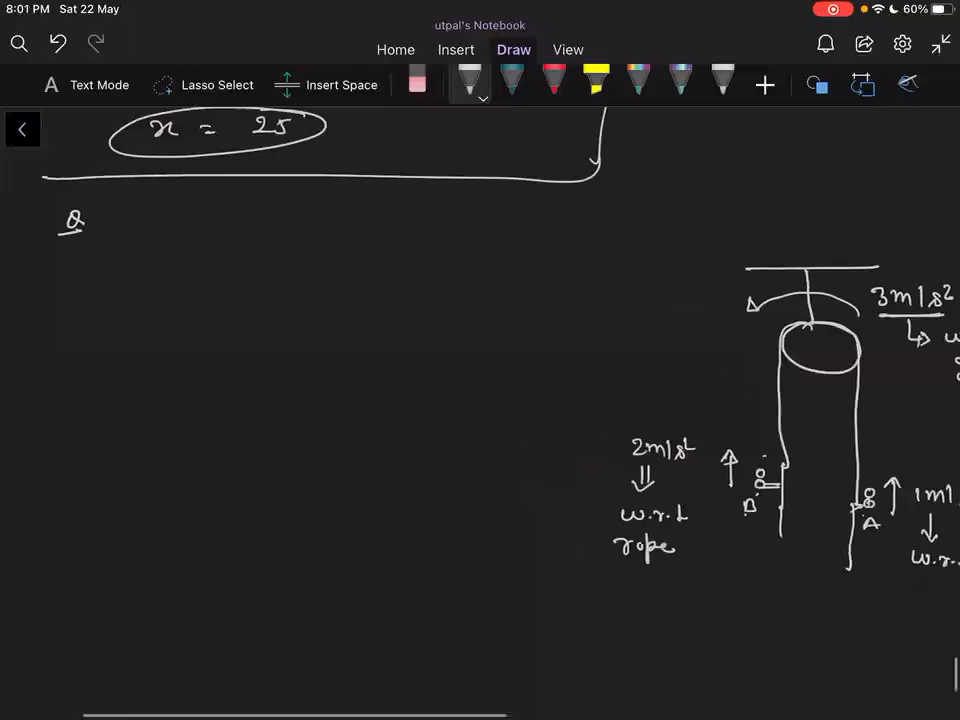 8:01 PM Sat 22 May
60%
utpal's Notebook
Home Insert Draw View
A Text Mode Lasso Select Insert Space
x = 25
Q
3m/s²
2m/s²
w.r.t
rope
B
A
1m/
w.r.